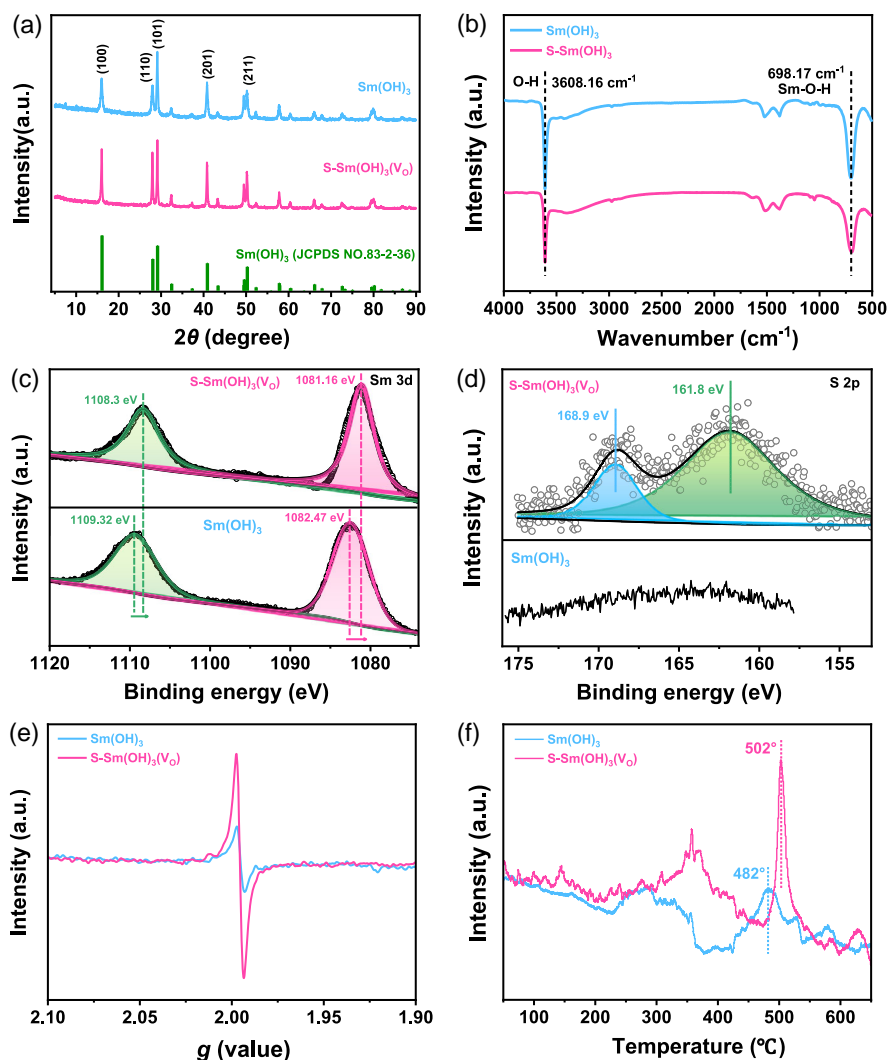 (a)
Sm(OH)₃
(100)
(110)
(101)
(201)
(211)
S-Sm(OH)₃(V₀)
Sm(OH)₃ (JCPDS NO.83-2-36)
Intensity(a.u.)
10 20 30 40 50 60 70 80 90
2θ (degree)
(b)
Sm(OH)₃
S-Sm(OH)₃
O-H
3608.16 cm⁻¹
698.17 cm⁻¹
Sm-O-H
Intensity (a.u.)
4000 3500 3000 2500 2000 1500 1000 500
Wavenumber (cm⁻¹)
(c)
S-Sm(OH)₃(V₀)
1081.16 eV
Sm 3d
1108.3 eV
1109.32 eV
Sm(OH)₃
1082.47 eV
Intensity (a.u.)
1120 1110 1100 1090 1080
Binding energy (eV)
(d)
S 2p
S-Sm(OH)₃(V₀)
168.9 eV
161.8 eV
Sm(OH)₃
Intensity (a.u.)
175 170 165 160 155
Binding energy (eV)
(e)
Sm(OH)₃
S-Sm(OH)₃(V₀)
Intensity (a.u.)
2.10 2.05 2.00 1.95 1.90
g (value)
(f)
Sm(OH)₃
S-Sm(OH)₃(V₀)
502°
482°
Intensity (a.u.)
100 200 300 400 500 600
Temperature (℃)